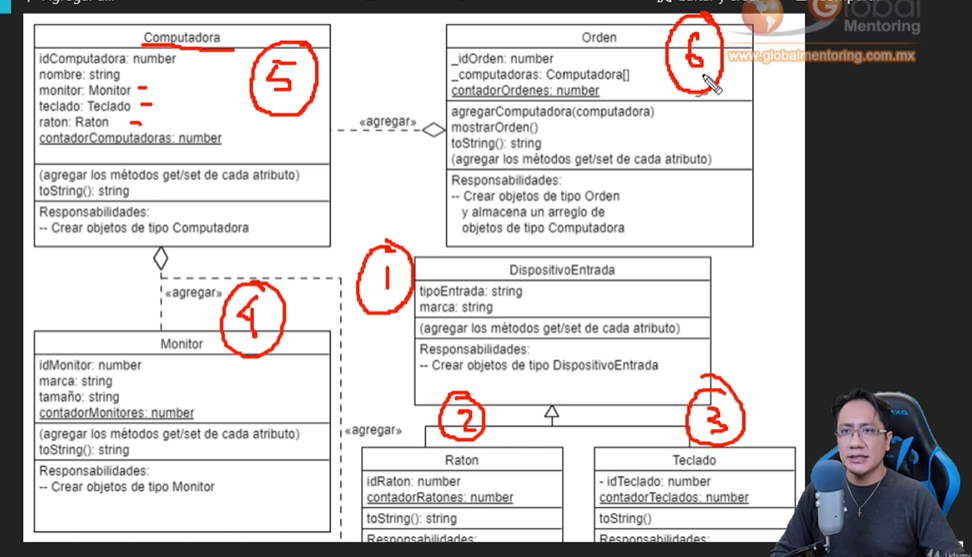 Global
Mentoring
www.globalmentoring.com.mx
Computadora
idComputadora: number
nombre: string
monitor: Monitor
teclado: Teclado
raton: Raton
contadorComputadoras: number
(agregar los métodos get/set de cada atributo)
toString(): string
Responsabilidades:
-- Crear objetos de tipo Computadora
5
«agregar»
Orden
_idOrden: number
_computadoras: Computadora[]
contadorOrdenes: number
agregarComputadora(computadora)
mostrarOrden()
toString(): string
(agregar los métodos get/set de cada atributo)
Responsabilidades:
-- Crear objetos de tipo Orden
y almacena un arreglo de
objetos de tipo Computadora
6
1
DispositivoEntrada
tipoEntrada: string
marca: string
(agregar los métodos get/set de cada atributo)
Responsabilidades:
-- Crear objetos de tipo DispositivoEntrada
«agregar»
4
Monitor
idMonitor: number
marca: string
tamaño: string
contadorMonitores: number
(agregar los métodos get/set de cada atributo)
toString(): string
Responsabilidades:
-- Crear objetos de tipo Monitor
«agregar»
2
Raton
idRaton: number
contadorRatones: number
toString(): string
Responsabilidades:
3
Teclado
- idTeclado: number
contadorTeclados: number
toString()
Responsabilidades:
Udemy